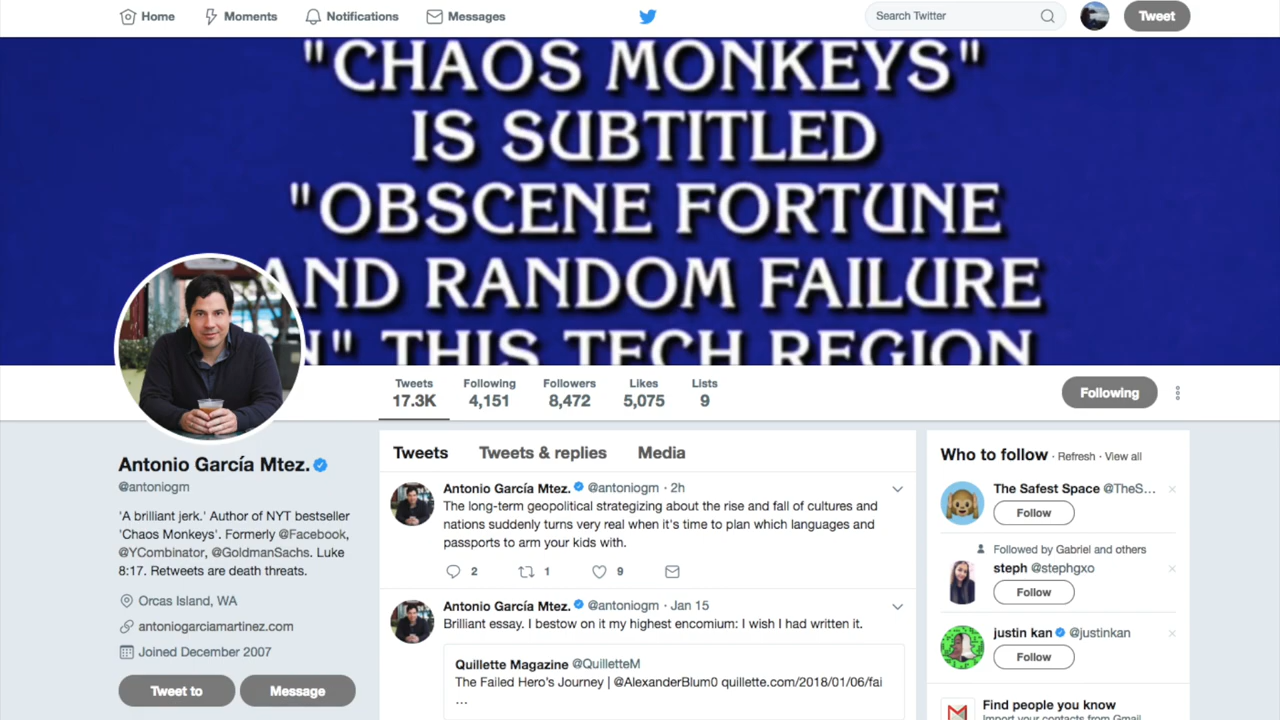 Home
Moments
Notifications
Messages
Search Twitter
Tweet
"CHAOS MONKEYS"
IS SUBTITLED
"OBSCENE FORTUNE
AND RANDOM FAILURE
IN" THIS TECH REGION
Tweets
17.3K
Following
4,151
Followers
8,472
Likes
5,075
Lists
9
Following
Antonio García Mtez.
@antoniogm
'A brilliant jerk.' Author of NYT bestseller
'Chaos Monkeys'. Formerly @Facebook,
@YCombinator, @GoldmanSachs. Luke
8:17. Retweets are death threats.
Orcas Island, WA
antoniogarciamartinez.com
Joined December 2007
Tweet to
Message
Tweets
Tweets & replies
Media
Antonio García Mtez. @antoniogm · 2h
The long-term geopolitical strategizing about the rise and fall of cultures and
nations suddenly turns very real when it's time to plan which languages and
passports to arm your kids with.
2
1
9
Antonio García Mtez. @antoniogm · Jan 15
Brilliant essay. I bestow on it my highest encomium: I wish I had written it.
Quillette Magazine @QuilletteM
The Failed Hero's Journey | @AlexanderBlum0 quillette.com/2018/01/06/fai
…
Who to follow · Refresh · View all
The Safest Space @TheS...
Follow
Followed by Gabriel and others
steph @stephgxo
Follow
justin kan @justinkan
Follow
Find people you know
Import your contacts from Gmail